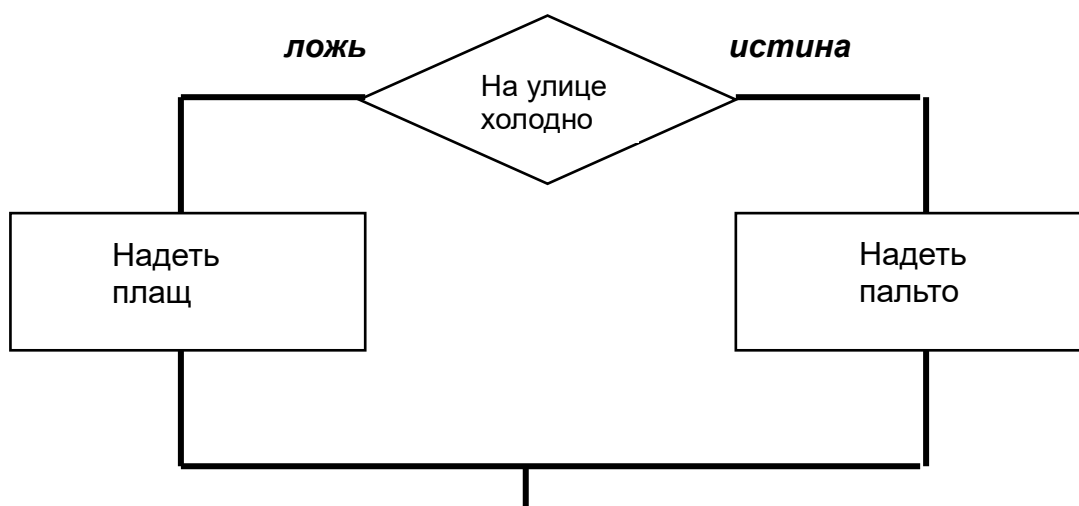 ложь
истина
На улице
холодно
Надеть
плащ
Надеть
пальто